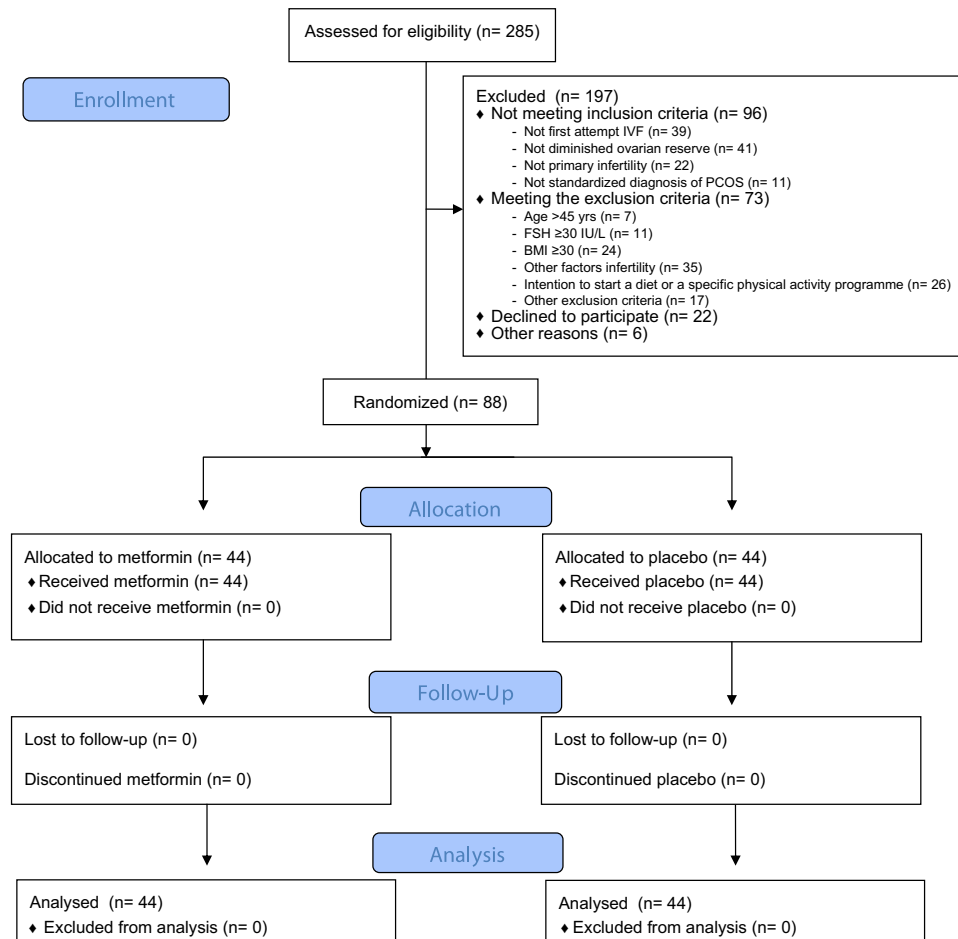 Assessed for eligibility (n= 285)
Enrollment
Excluded (n= 197)
♦ Not meeting inclusion criteria (n= 96)
- Not first attempt IVF (n= 39)
- Not diminished ovarian reserve (n= 41)
- Not primary infertility (n= 22)
- Not standardized diagnosis of PCOS (n= 11)
♦ Meeting the exclusion criteria (n= 73)
- Age >45 yrs (n= 7)
- FSH ≥30 IU/L (n= 11)
- BMI ≥30 (n= 24)
- Other factors infertility (n= 35)
- Intention to start a diet or a specific physical activity programme (n= 26)
- Other exclusion criteria (n= 17)
♦ Declined to participate (n= 22)
♦ Other reasons (n= 6)
Randomized (n= 88)
Allocation
Allocated to metformin (n= 44)
♦ Received metformin (n= 44)
♦ Did not receive metformin (n= 0)
Allocated to placebo (n= 44)
♦ Received placebo (n= 44)
♦ Did not receive placebo (n= 0)
Follow-Up
Lost to follow-up (n= 0)
Discontinued metformin (n= 0)
Lost to follow-up (n= 0)
Discontinued placebo (n= 0)
Analysis
Analysed (n= 44)
♦ Excluded from analysis (n= 0)
Analysed (n= 44)
♦ Excluded from analysis (n= 0)